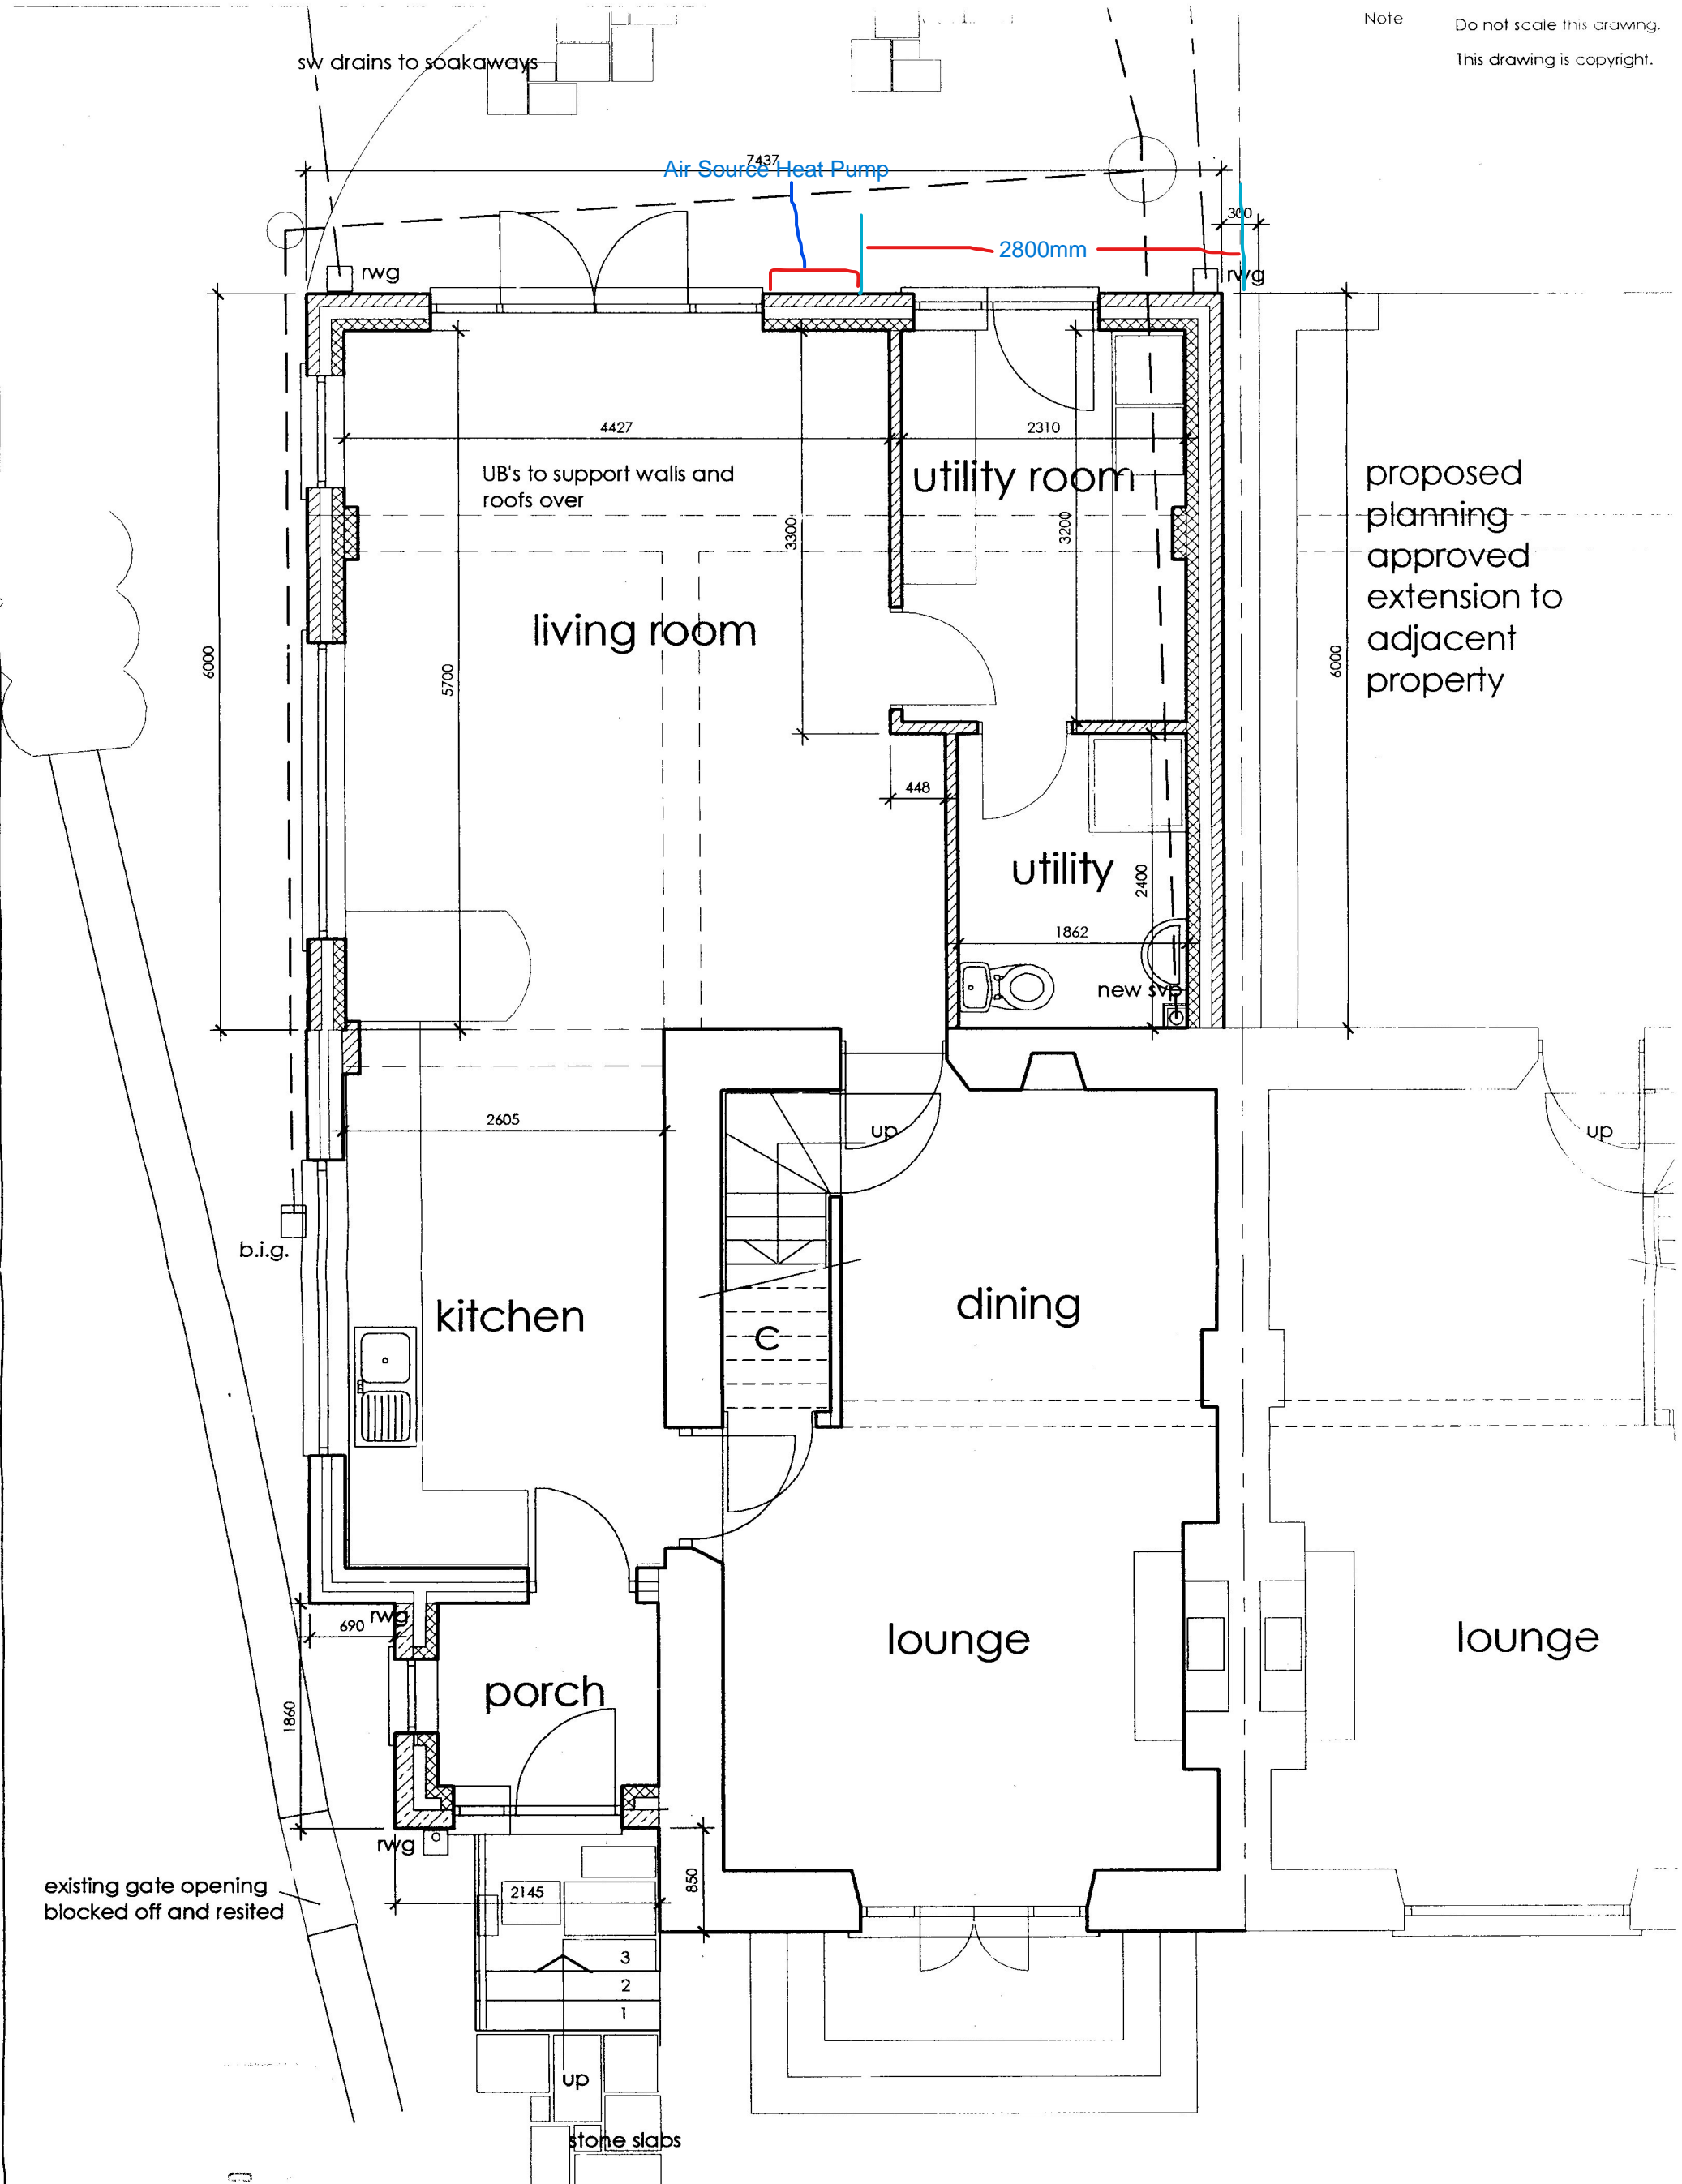 Note
Do not scale this drawing.
This drawing is copyright.
sw drains to soakaways
7437
Air Source Heat Pump
300
2800mm
rwg
rwg
4427
2310
UB's to support walls and
roofs over
utility room
proposed
planning
approved
extension to
adjacent
property
3300
3200
living room
6000
5700
6000
448
utility
2400
1862
new svp
2605
up
up
b.i.g.
kitchen
dining
C
rwg
690
lounge
lounge
porch
1860
rwg
850
existing gate opening
blocked off and resited
2145
3
2
1
up
stone slabs